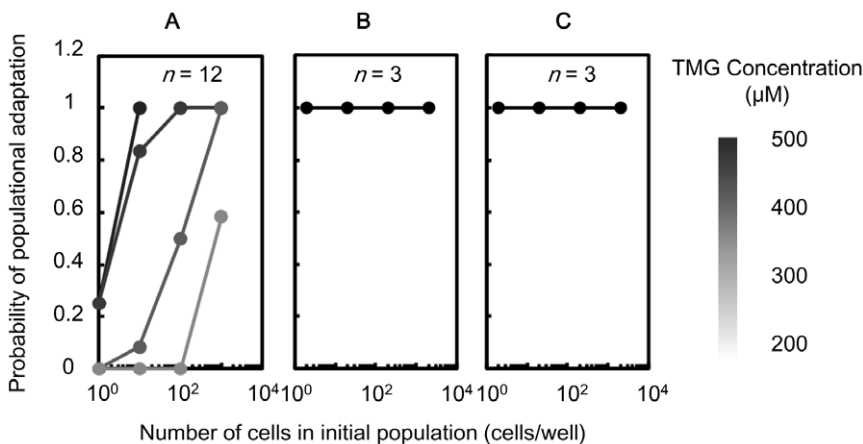 A B C
n = 12 n = 3 n = 3
TMG Concentration
(µM)
500
400
300
200
Probability of populational adaptation
1.2
1
0.8
0.6
0.4
0.2
0
10⁰ 10² 10⁴ 10⁰ 10² 10⁴ 10⁰ 10² 10⁴
Number of cells in initial population (cells/well)